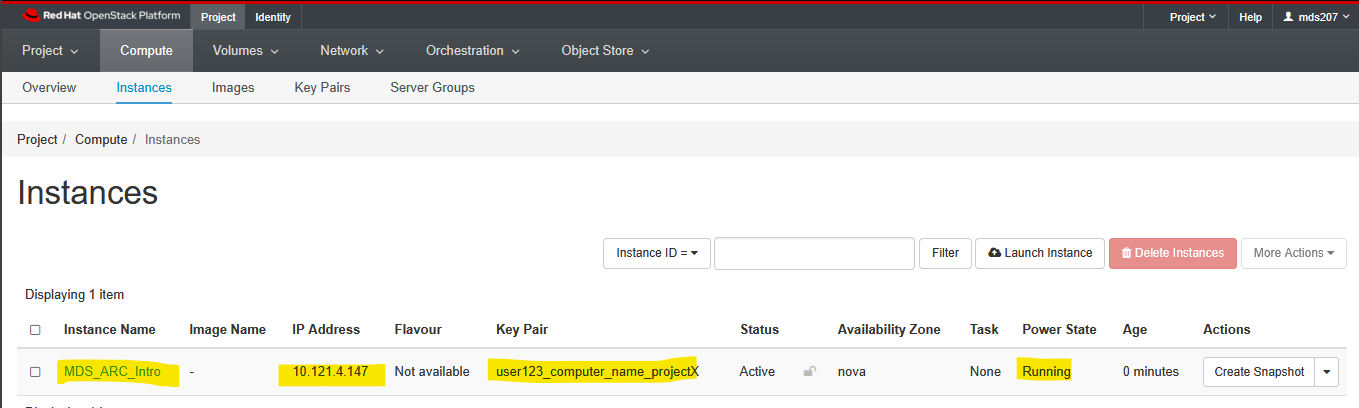 Red Hat OpenStack Platform Project Identity Project Help mds207
Project Compute Volumes Network Orchestration Object Store
Overview Instances Images Key Pairs Server Groups
Project / Compute / Instances
Instances
Instance ID = Filter Launch Instance Delete Instances More Actions
Displaying 1 item
Instance Name Image Name IP Address Flavour Key Pair Status Availability Zone Task Power State Age Actions
MDS_ARC_Intro - 10.121.4.147 Not available user123_computer_name_projectX Active nova None Running 0 minutes Create Snapshot